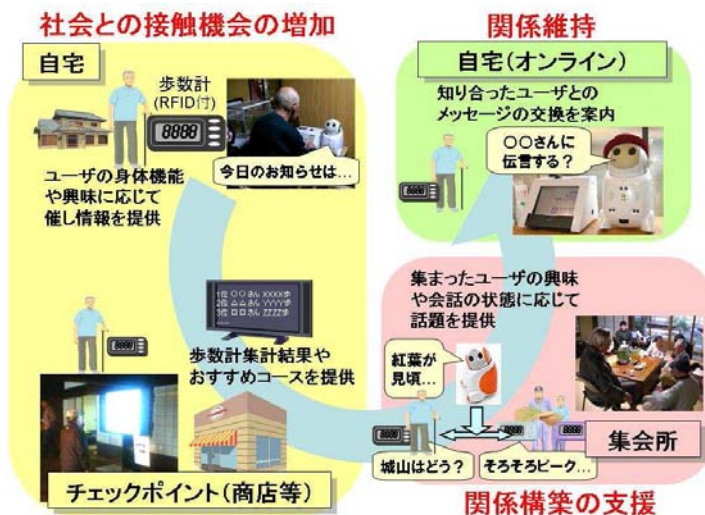 社会との接触機会の増加
自宅
歩数計
(RFID付)
8888
今日のお知らせは…
ユーザの身体機能
や興味に応じて
催し情報を提供
1位 ○○さん XXXX歩
2位 △△さん YYYY歩
3位 ロロさん ZZZZ歩
歩数計集計結果や
おすすめコースを提供
チェックポイント(商店等)
関係維持
自宅(オンライン)
知り合ったユーザとの
メッセージの交換を案内
○○さんに
伝言する?
集まったユーザの興味
や会話の状態に応じて
話題を提供
紅葉が
見頃…
城山はどう?
そろそろピーク…
集会所
関係構築の支援